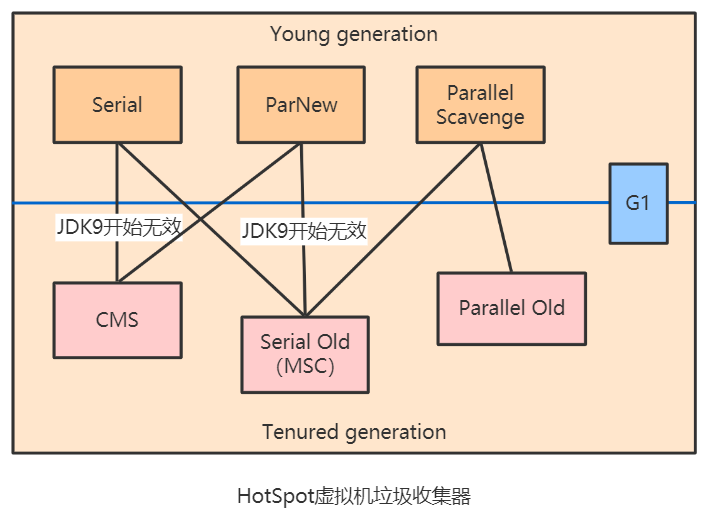 Young generation
Serial
ParNew
Parallel
Scavenge
G1
JDK9开始无效
JDK9开始无效
CMS
Serial Old
（MSC）
Parallel Old
Tenured generation
HotSpot虚拟机垃圾收集器